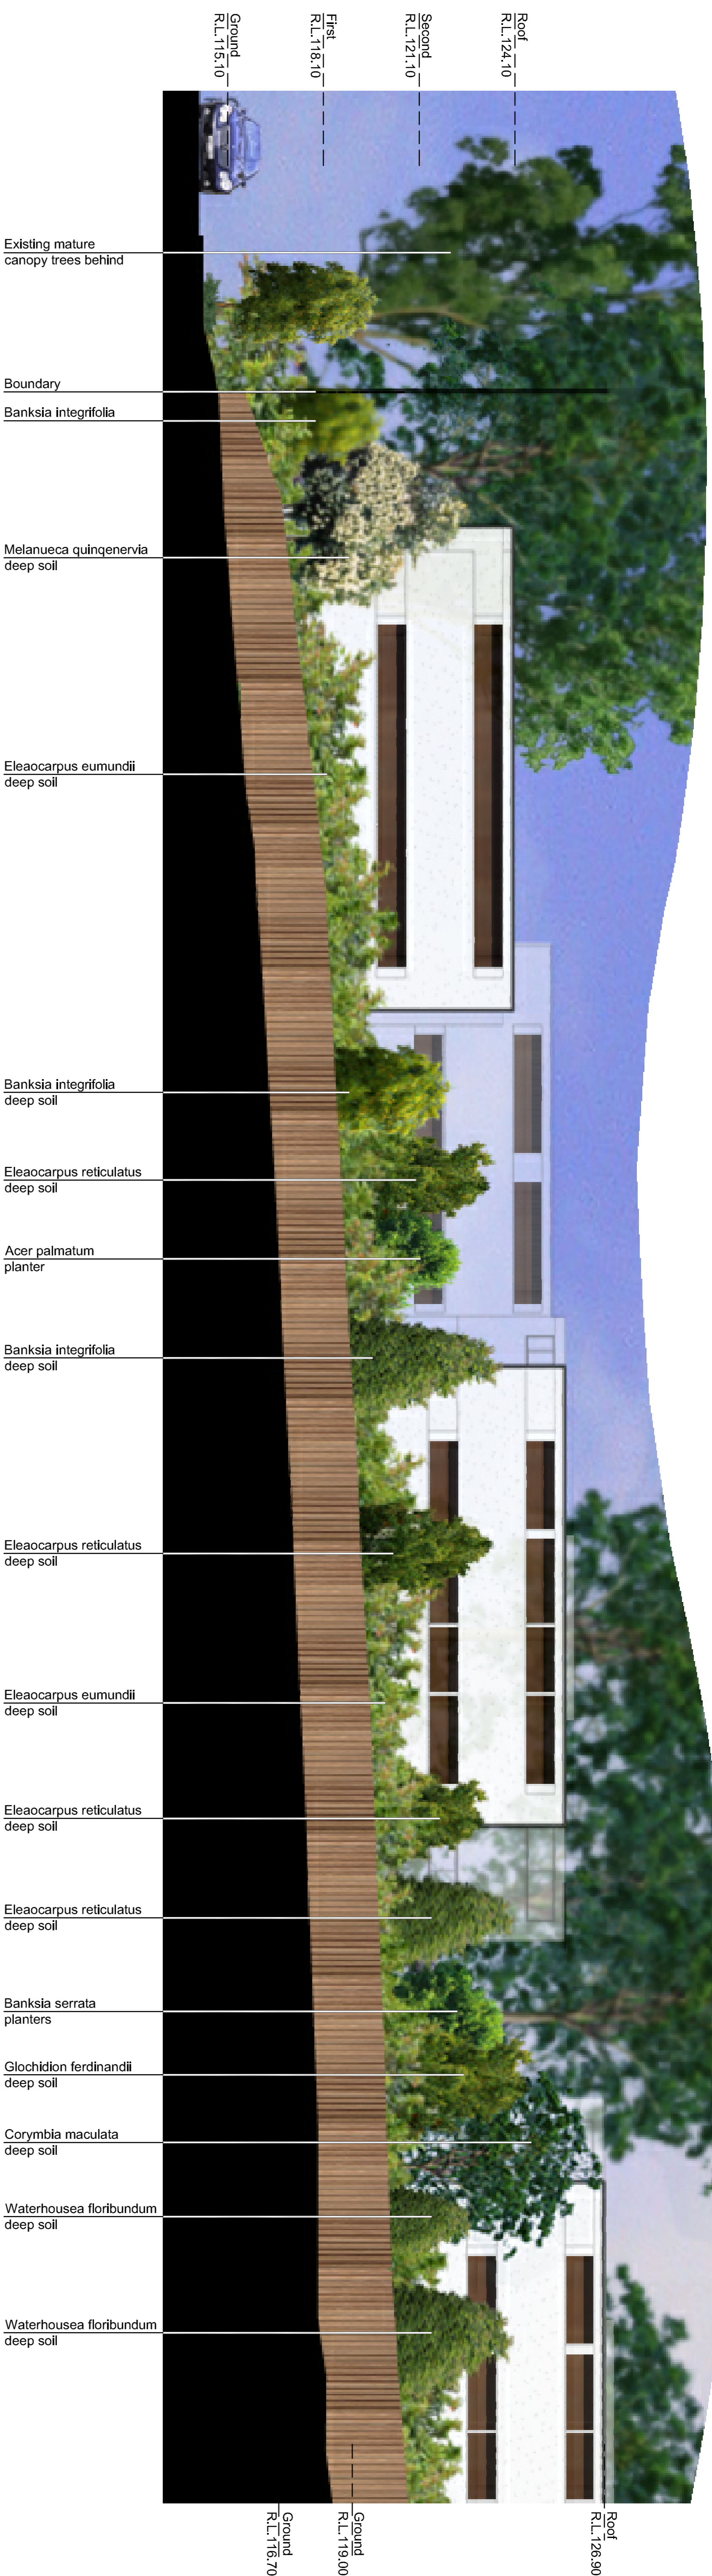 Ground
R.L.115.10
First
R.L.118.10
Second
R.L.121.10
Roof
R.L.124.10
Existing mature
canopy trees behind
Boundary
Banksia integrifolia
Melanueca quinqenervia
deep soil
Eleaocarpus eumundii
deep soil
Banksia integrifolia
deep soil
Eleaocarpus reticulatus
deep soil
Acer palmatum
planter
Banksia integrifolia
deep soil
Eleaocarpus reticulatus
deep soil
Eleaocarpus eumundii
deep soil
Eleaocarpus reticulatus
deep soil
Eleaocarpus reticulatus
deep soil
Banksia serrata
planters
Glochidion ferdinandii
deep soil
Corymbia maculata
deep soil
Waterhousea floribundum
deep soil
Waterhousea floribundum
deep soil
Ground
R.L.116.70
Ground
R.L.119.00
Roof
R.L.126.90